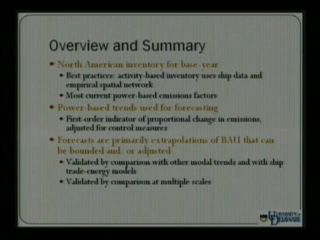 Overview and Summary
North American inventory for base-year
Best practices: activity-based inventory uses ship data and
empirical spatial network
Most current power-based emissions factors
Power-based trends used for forecasting
First-order indicator of proportional change in emissions,
adjusted for control measures
Forecasts are primarily extrapolations of BAU that can
be bounded and/or adjusted
Validated by comparison with other modal trends and with ship
trade-energy models
Validated by comparison at multiple scales
University of
Delaware